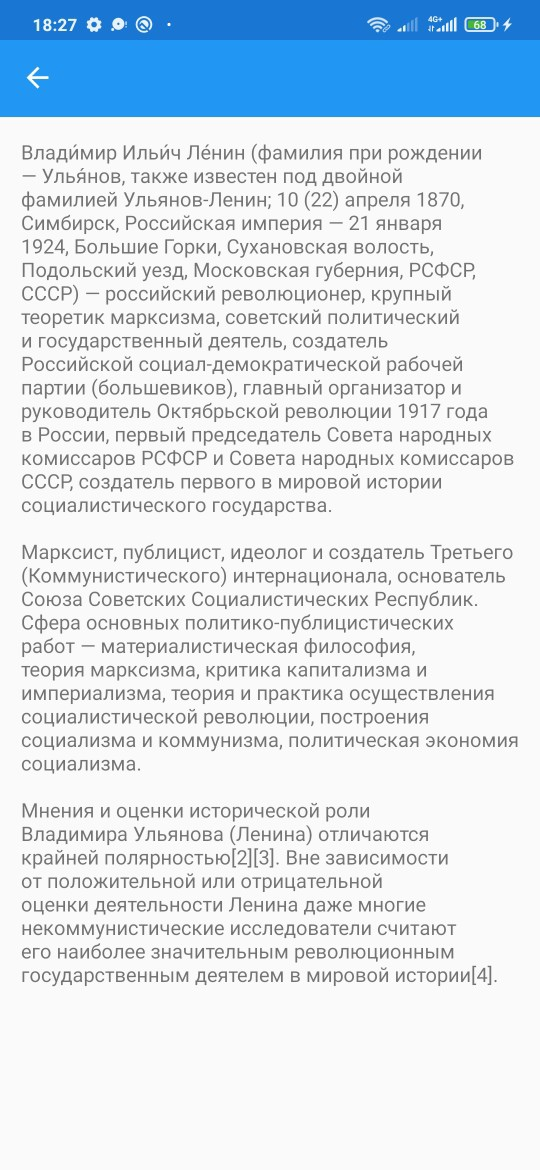 18:27
4G+
68
Влади́мир Ильи́ч Ле́нин (фамилия при рождении
— Улья́нов, также известен под двойной
фамилией Ульянов-Ленин; 10 (22) апреля 1870,
Симбирск, Российская империя — 21 января
1924, Большие Горки, Сухановская волость,
Подольский уезд, Московская губерния, РСФСР,
СССР) — российский революционер, крупный
теоретик марксизма, советский политический
и государственный деятель, создатель
Российской социал-демократической рабочей
партии (большевиков), главный организатор и
руководитель Октябрьской революции 1917 года
в России, первый председатель Совета народных
комиссаров РСФСР и Совета народных комиссаров
СССР, создатель первого в мировой истории
социалистического государства.
Марксист, публицист, идеолог и создатель Третьего
(Коммунистического) интернационала, основатель
Союза Советских Социалистических Республик.
Сфера основных политико-публицистических
работ — материалистическая философия,
теория марксизма, критика капитализма и
империализма, теория и практика осуществления
социалистической революции, построения
социализма и коммунизма, политическая экономия
социализма.
Мнения и оценки исторической роли
Владимира Ульянова (Ленина) отличаются
крайней полярностью[2][3]. Вне зависимости
от положительной или отрицательной
оценки деятельности Ленина даже многие
некоммунистические исследователи считают
его наиболее значительным революционным
государственным деятелем в мировой истории[4].